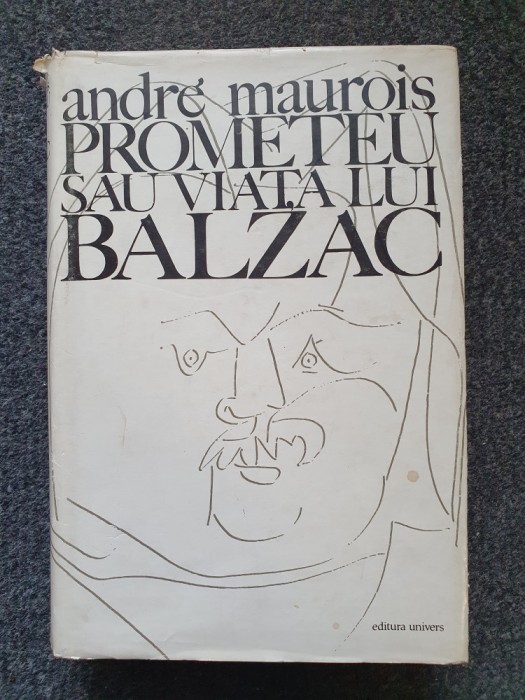 andré maurois
PROMETEU
SAU VIAȚA LUI
BALZAC
editura univers